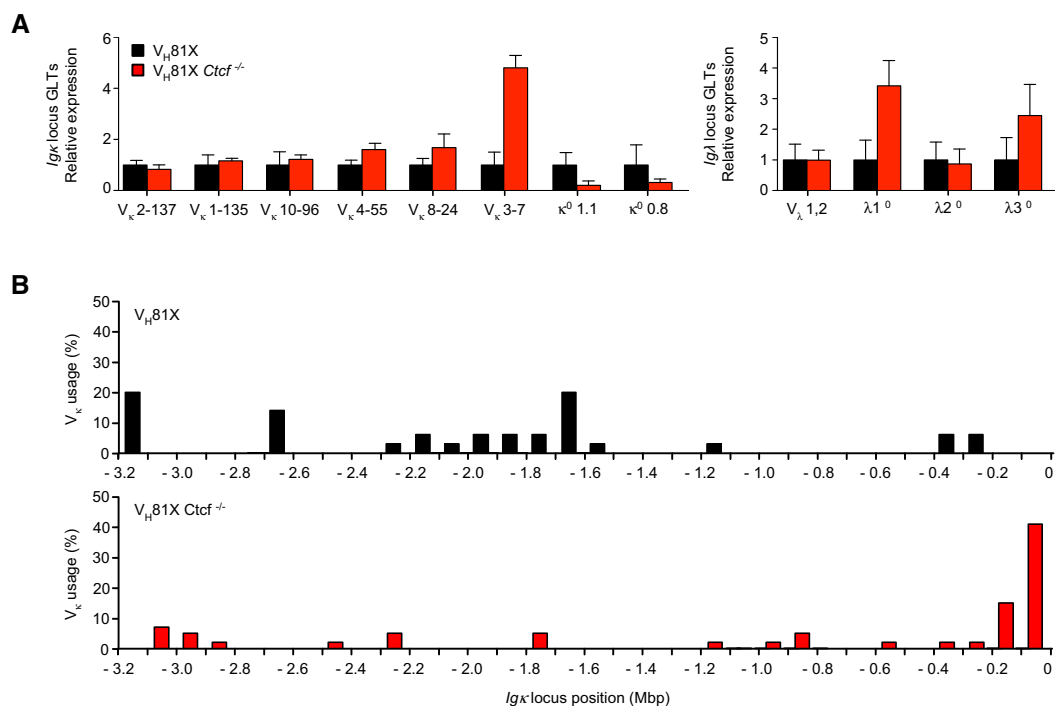 A
Igκ locus GLTs
Relative expression
6
4
2
0
V_H81X
V_H81X Ctcf -/-
Vκ 2-137 Vκ 1-135 Vκ 10-96 Vκ 4-55 Vκ 8-24 Vκ 3-7 κ⁰ 1.1 κ⁰ 0.8
Igλ locus GLTs
Relative expression
5
4
3
2
1
0
Vλ 1,2 λ1 ⁰ λ2 ⁰ λ3 ⁰
B
Vκ usage (%)
50
40
30
20
10
0
V_H81X
- 3.2 - 3.0 - 2.8 - 2.6 - 2.4 - 2.2 - 2.0 - 1.8 - 1.6 - 1.4 - 1.2 - 1.0 - 0.8 - 0.6 - 0.4 - 0.2 0
Vκ usage (%)
50
40
30
20
10
0
V_H81X Ctcf -/-
- 3.2 - 3.0 - 2.8 - 2.6 - 2.4 - 2.2 - 2.0 - 1.8 - 1.6 - 1.4 - 1.2 - 1.0 - 0.8 - 0.6 - 0.4 - 0.2 0
Igκ locus position (Mbp)